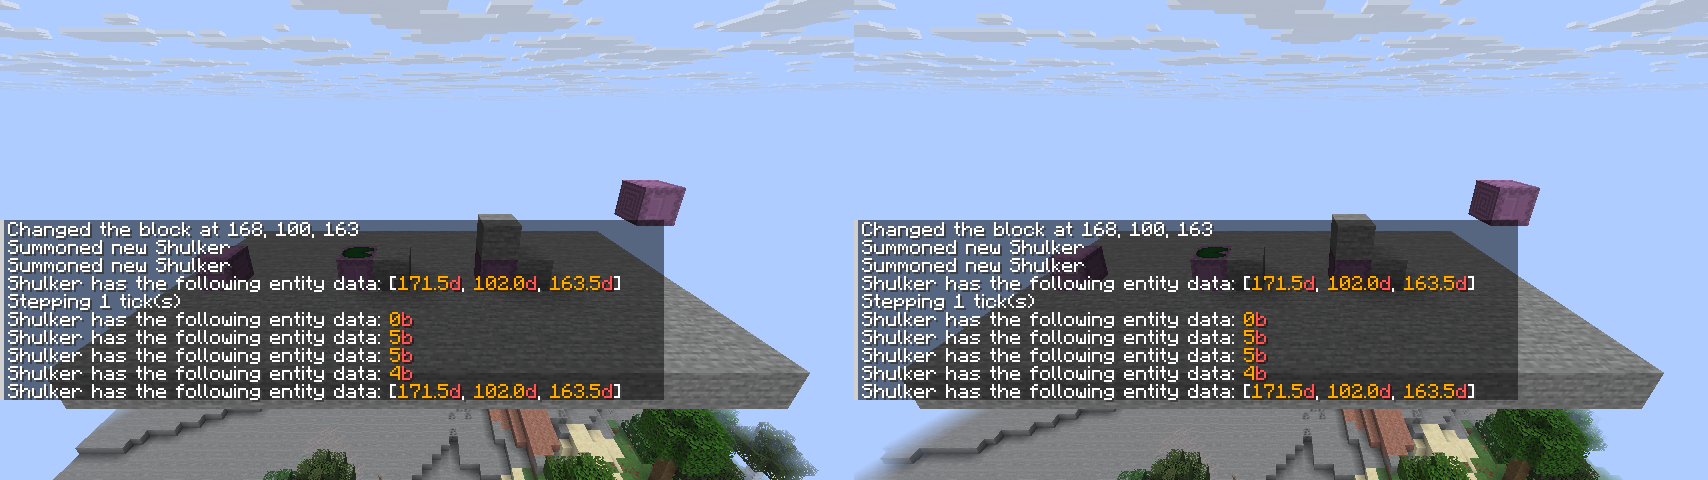 Changed the block at 168, 100, 163
Summoned new Shulker
Summoned new Shulker
Shulker has the following entity data: [171.5d, 102.0d, 163.5d]
Stepping 1 tick(s)
Shulker has the following entity data: 0b
Shulker has the following entity data: 5b
Shulker has the following entity data: 5b
Shulker has the following entity data: 4b
Shulker has the following entity data: [171.5d, 102.0d, 163.5d]
Changed the block at 168, 100, 163
Summoned new Shulker
Summoned new Shulker
Shulker has the following entity data: [171.5d, 102.0d, 163.5d]
Stepping 1 tick(s)
Shulker has the following entity data: 0b
Shulker has the following entity data: 5b
Shulker has the following entity data: 5b
Shulker has the following entity data: 4b
Shulker has the following entity data: [171.5d, 102.0d, 163.5d]